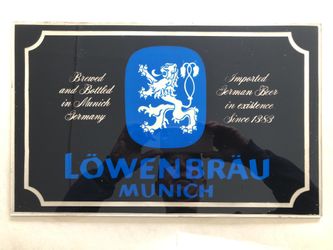 Brewed
and Bottled
in Munich
Germany
Imported
German Beer
in existence
Since 1383
LÖWENBRÄU
MUNICH